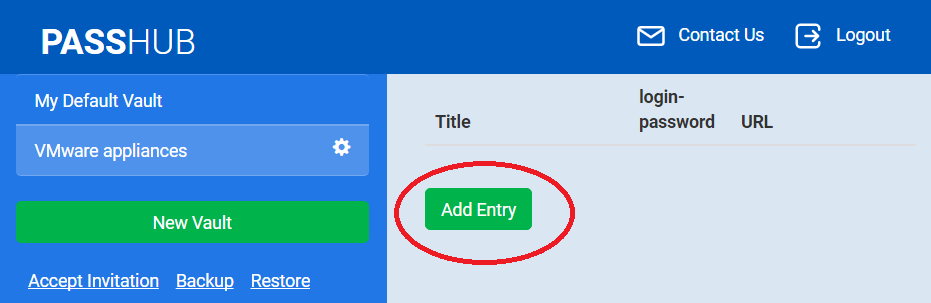 PASSHUB
Contact Us
Logout
My Default Vault
VMware appliances
New Vault
Accept Invitation Backup Restore
Title
login-
password
URL
Add Entry